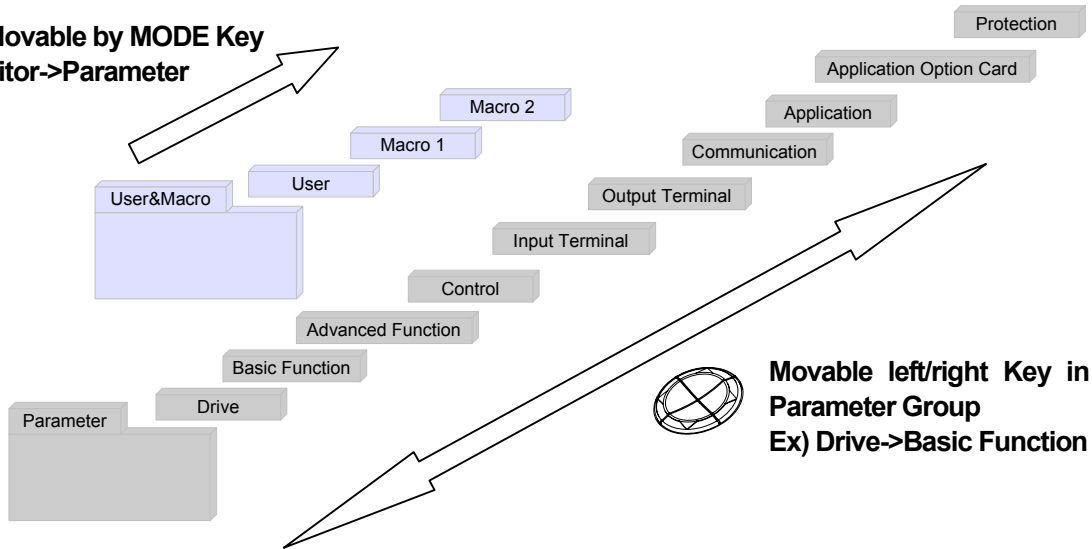 Movable by MODE Key
itor->Parameter
Protection
Application Option Card
Application
Communication
Output Terminal
Input Terminal
Control
Advanced Function
Basic Function
Drive
Parameter
Macro 2
Macro 1
User
User&Macro
Movable left/right Key in
Parameter Group
Ex) Drive->Basic Function